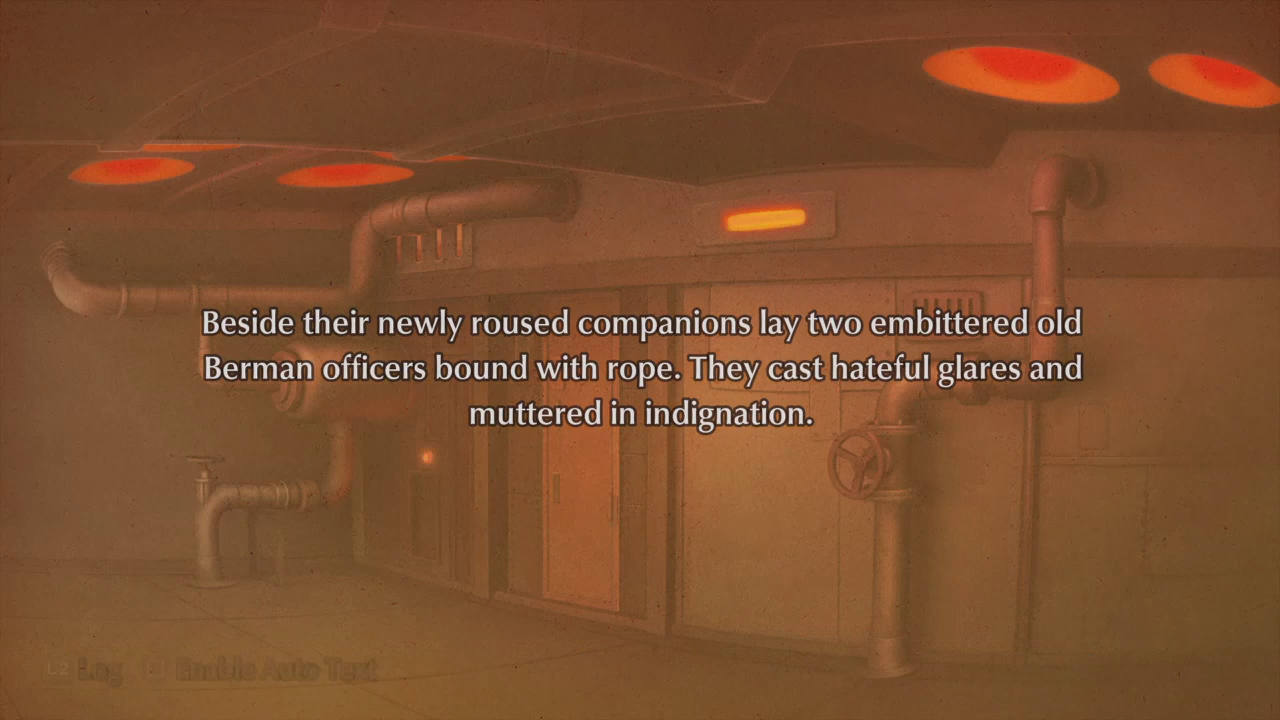 Beside their newly roused companions lay two embittered old
Berman officers bound with rope. They cast hateful glares and
muttered in indignation.
L2 Log Enable Auto Text